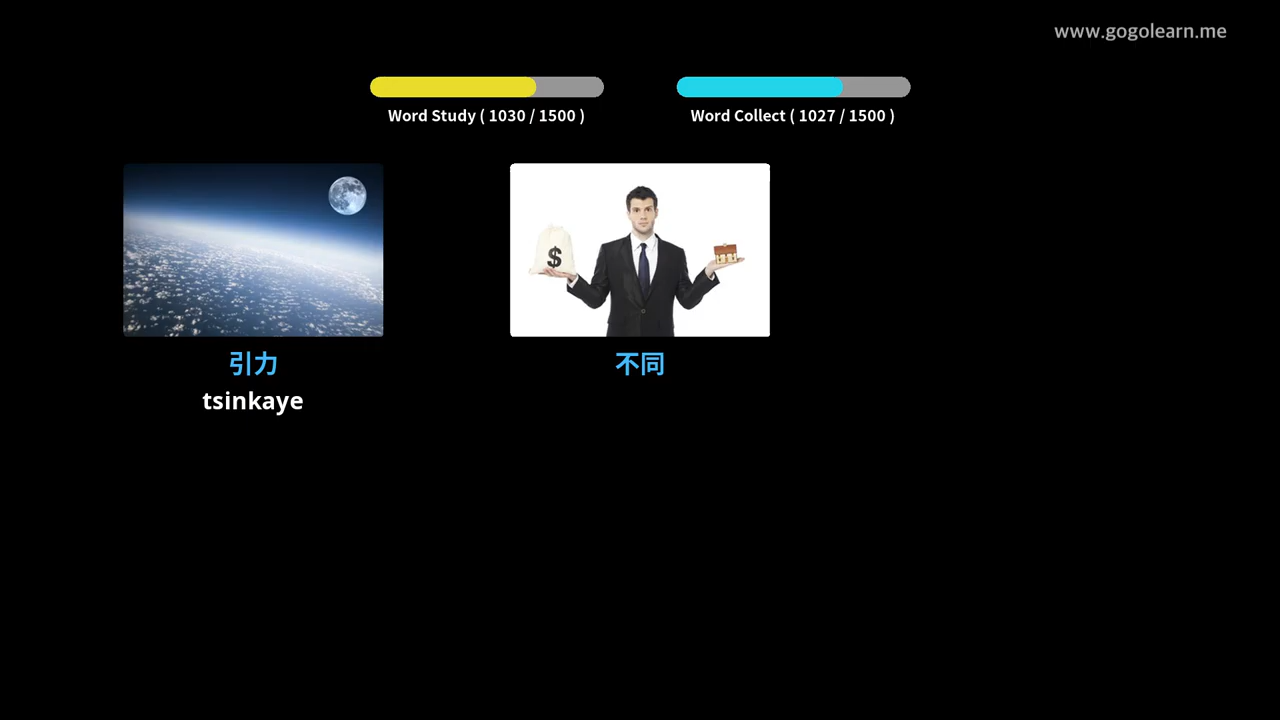 www.gogolearn.me
Word Study ( 1030 / 1500 )
Word Collect ( 1027 / 1500 )
$
引力
不同
tsinkaye